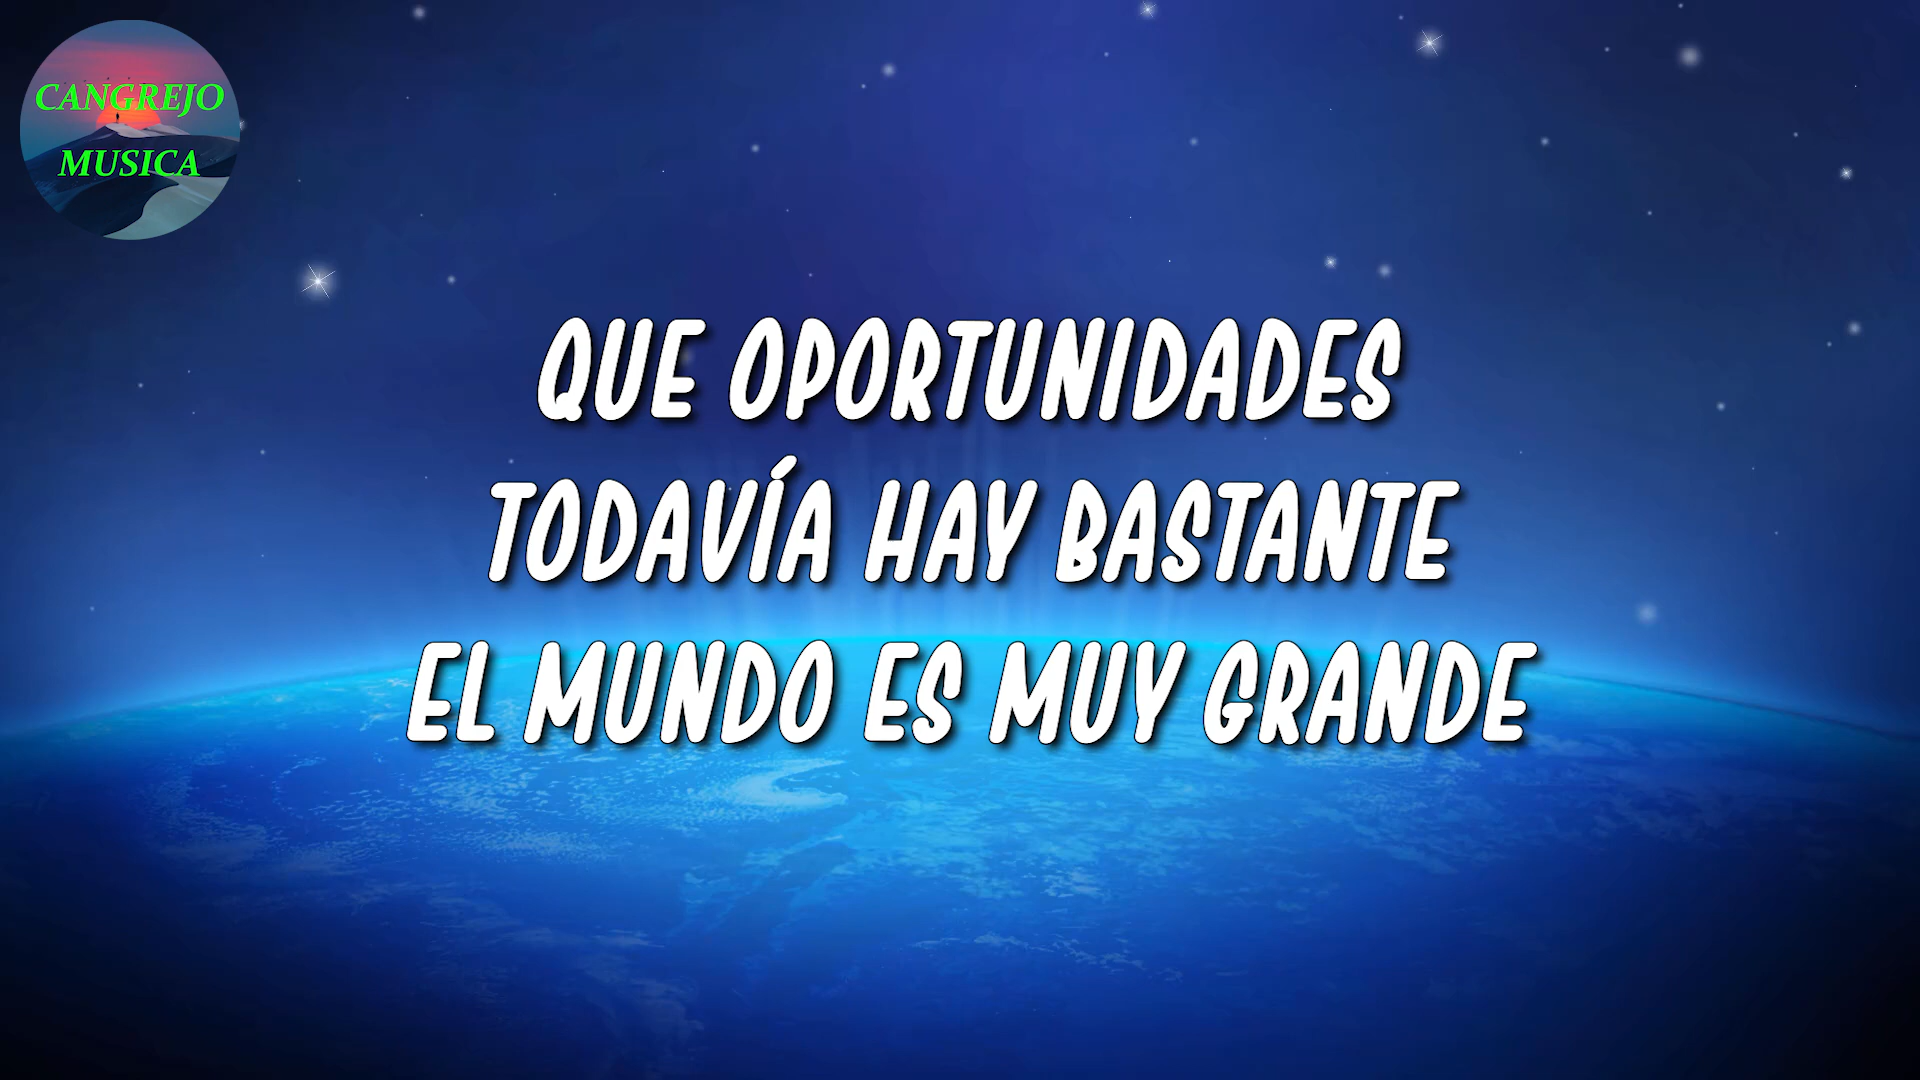 CANGREJO
MUSICA
QUE OPORTUNIDADES
TODAVÍA HAY BASTANTE
EL MUNDO ES MUY GRANDE